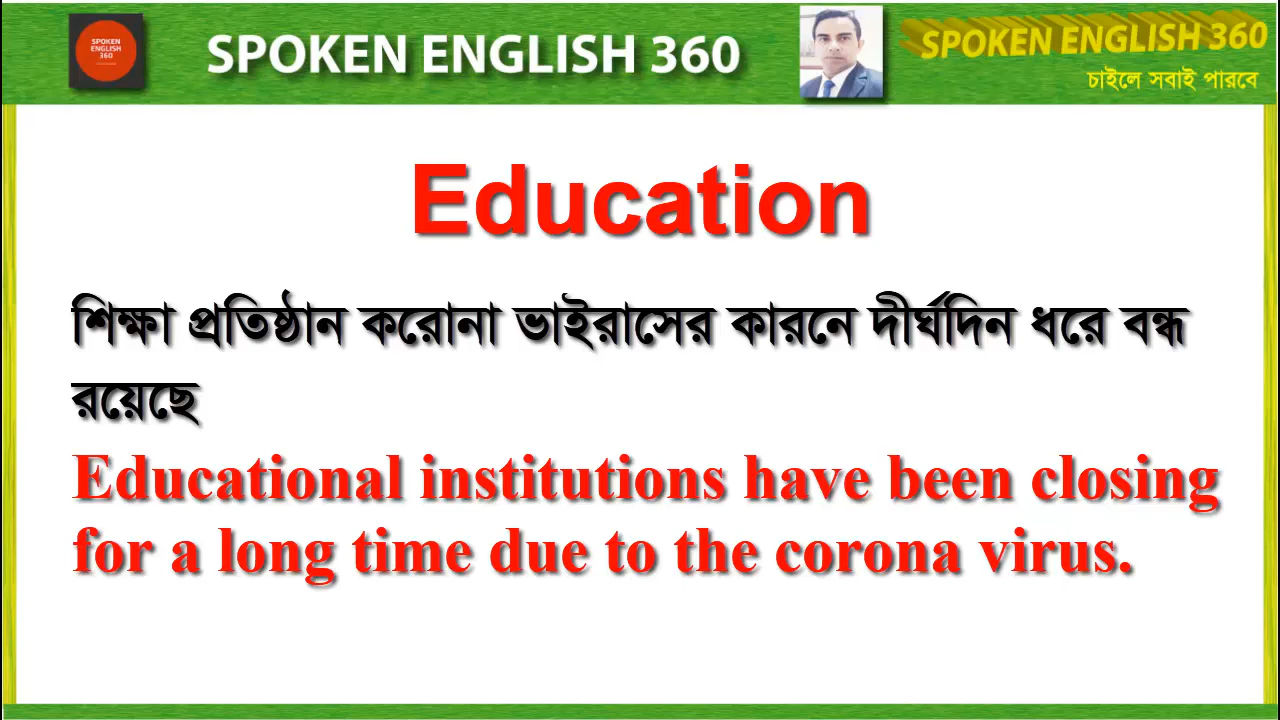 SPOKEN
ENGLISH
360
SPOKEN ENGLISH 360
SPOKEN ENGLISH 360
চাইলে সবাই পারবে
Education
শিক্ষা প্রতিষ্ঠান করোনা ভাইরাসের কারনে দীর্ঘদিন ধরে বন্ধ
রয়েছে
Educational institutions have been closing
for a long time due to the corona virus.